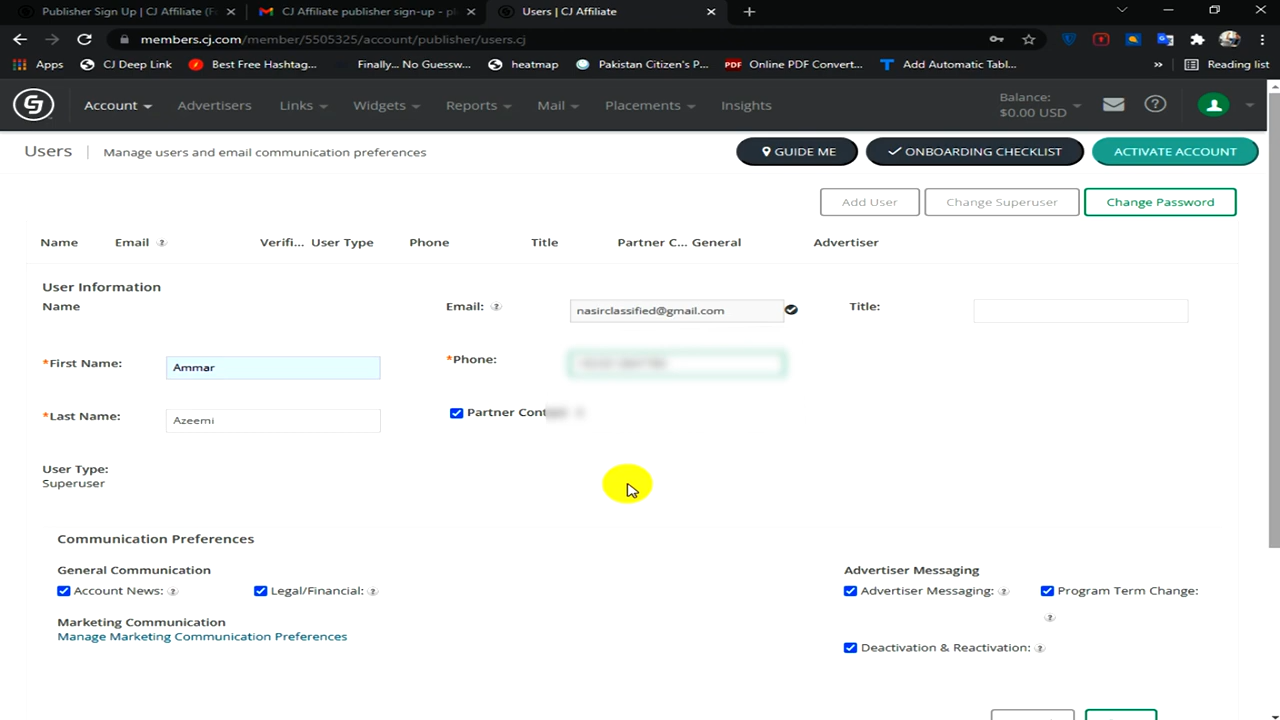 Publisher Sign Up | CJ Affiliate (F
CJ Affiliate publisher sign-up - p
Users | CJ Affiliate
members.cj.com/member/5505325/account/publisher/users.cj
Apps
CJ Deep Link
Best Free Hashtag...
Finally... No Guessw...
heatmap
Pakistan Citizen's P...
PDF Online PDF Convert...
Add Automatic Tabl...
»
Reading list
Account
Advertisers
Links
Widgets
Reports
Mail
Placements
Insights
Balance:
$0.00 USD
Users
Manage users and email communication preferences
GUIDE ME
ONBOARDING CHECKLIST
ACTIVATE ACCOUNT
Add User
Change Superuser
Change Password
Name
Email
Verifi...
User Type
Phone
Title
Partner C...
General
Advertiser
User Information
Name
Email:
nasirclassified@gmail.com
Title:
*First Name:
Ammar
*Phone:
*Last Name:
Azeemi
Partner Cont
User Type:
Superuser
Communication Preferences
General Communication
Advertiser Messaging
Account News:
Legal/Financial:
Advertiser Messaging:
Program Term Change:
Marketing Communication
Manage Marketing Communication Preferences
Deactivation & Reactivation: